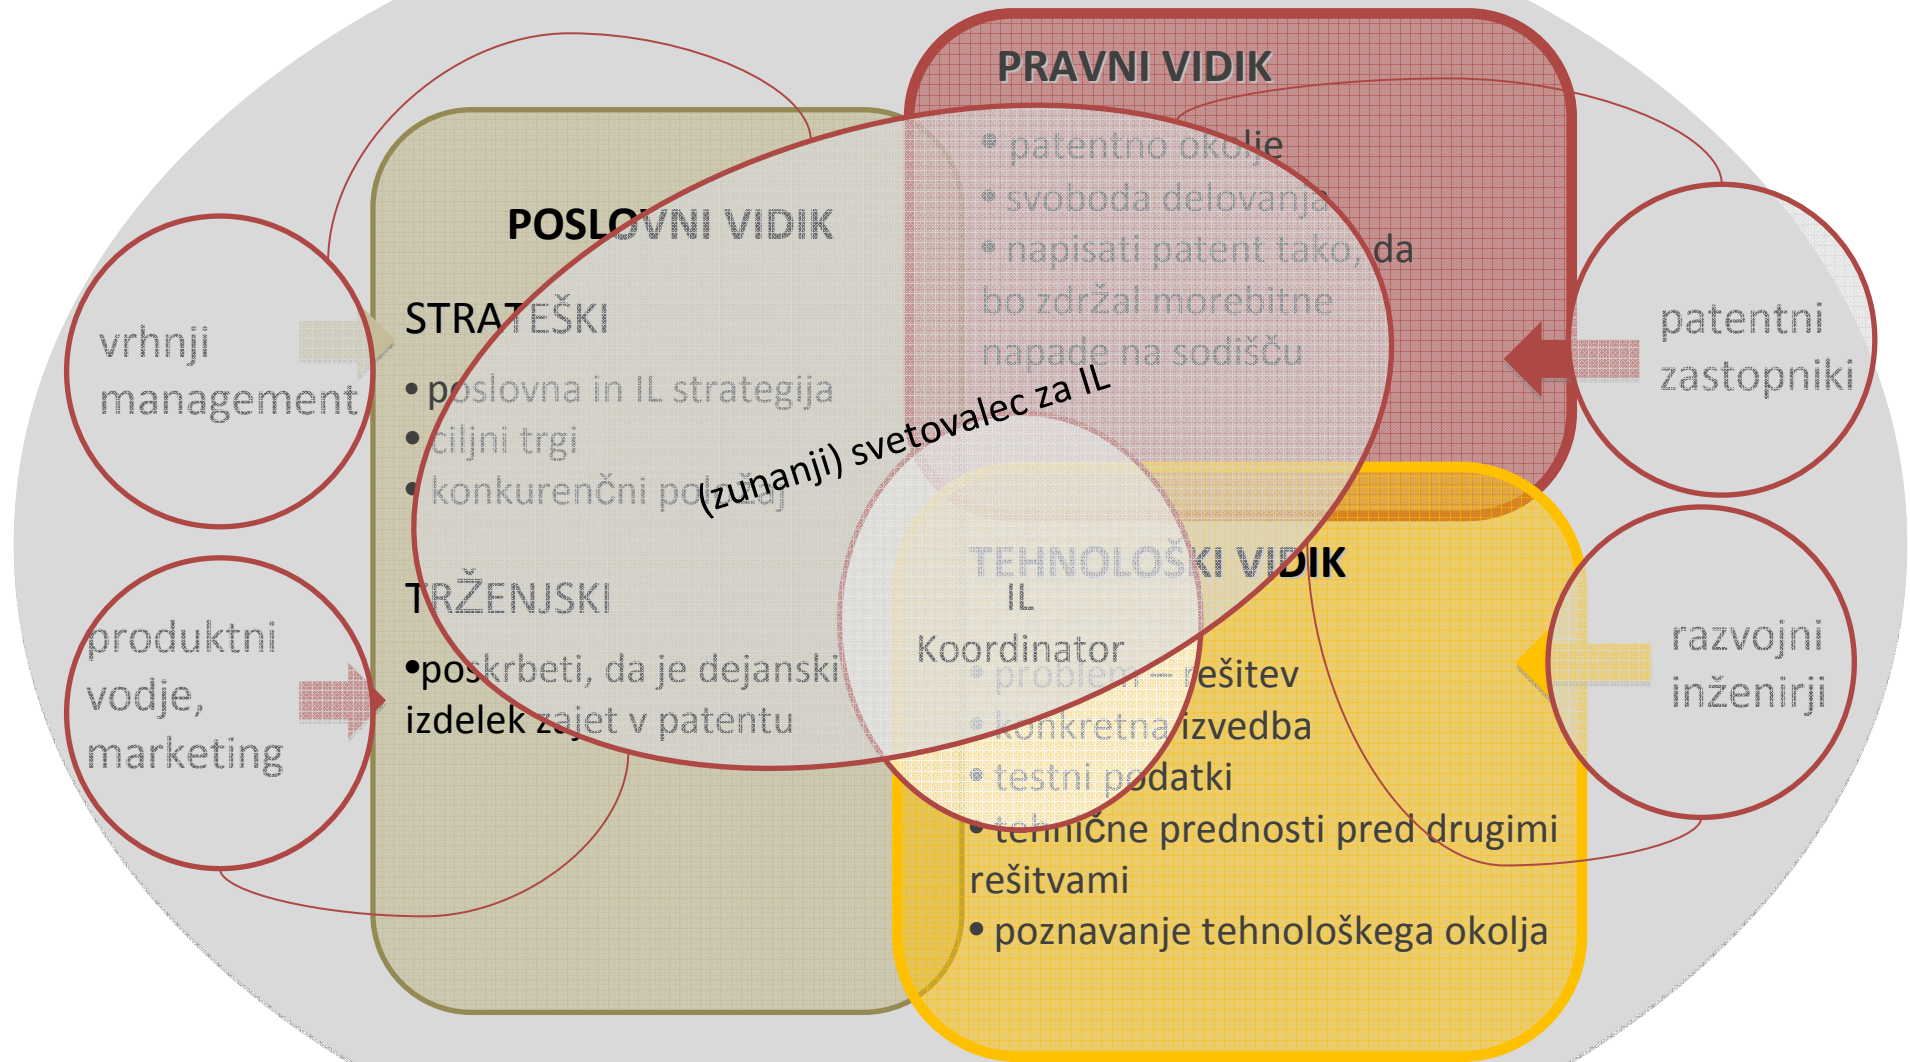 PRAVNI VIDIK
• patentno okolje
• svoboda delovanja
• napisati patent tako, da
bo zdržal morebitne
napade na sodišču
POSLOVNI VIDIK
STRATEŠKI
• poslovna in IL strategija
• ciljni trgi
• konkurenčni položaj
TRŽENJSKI
•poskrbeti, da je dejanski
izdelek zajet v patentu
(zunanji) svetovalec za IL
TEHNOLOŠKI VIDIK
IL
Koordinator
• problem – rešitev
• konkretna izvedba
• testni podatki
• tehnične prednosti pred drugimi
rešitvami
• poznavanje tehnološkega okolja
vrhnji
management
produktni
vodje,
marketing
patentni
zastopniki
razvojni
inženirji